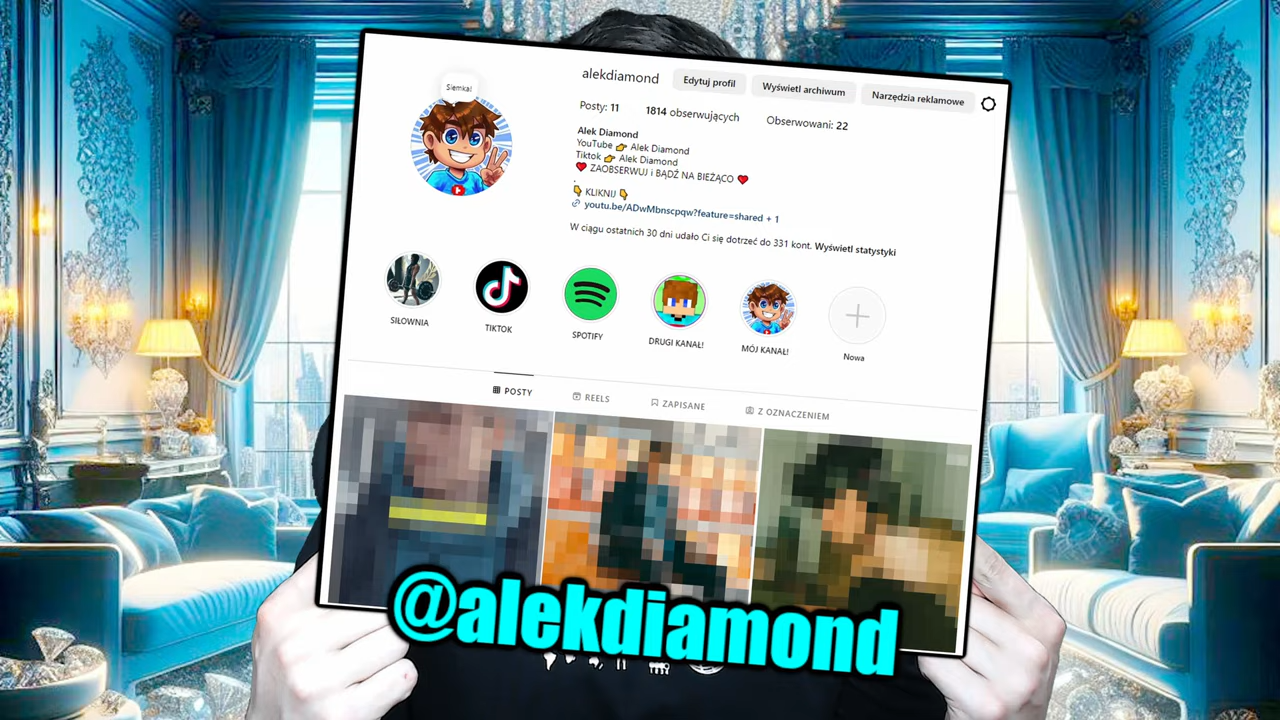 Siemka!
alekdiamond Edytuj profil Wyświetl archiwum Narzędzia reklamowe
Posty: 11 1814 obserwujących Obserwowani: 22
Alek Diamond
YouTube 👉 Alek Diamond
Tiktok 👉 Alek Diamond
❤️ ZAOBSERWUJ i BĄDŹ NA BIEŻĄCO ❤️
.
👇 KLIKNIJ 👇
youtu.be/ADwMbnscpqw?feature=shared + 1
W ciągu ostatnich 30 dni udało Ci się dotrzeć do 331 kont. Wyświetl statystyki
SIŁOWNIA
TIKTOK
SPOTIFY
DRUGI KANAŁ!
MÓJ KANAŁ!
Nowa
POSTY REELS ZAPISANE Z OZNACZENIEM
@alekdiamond